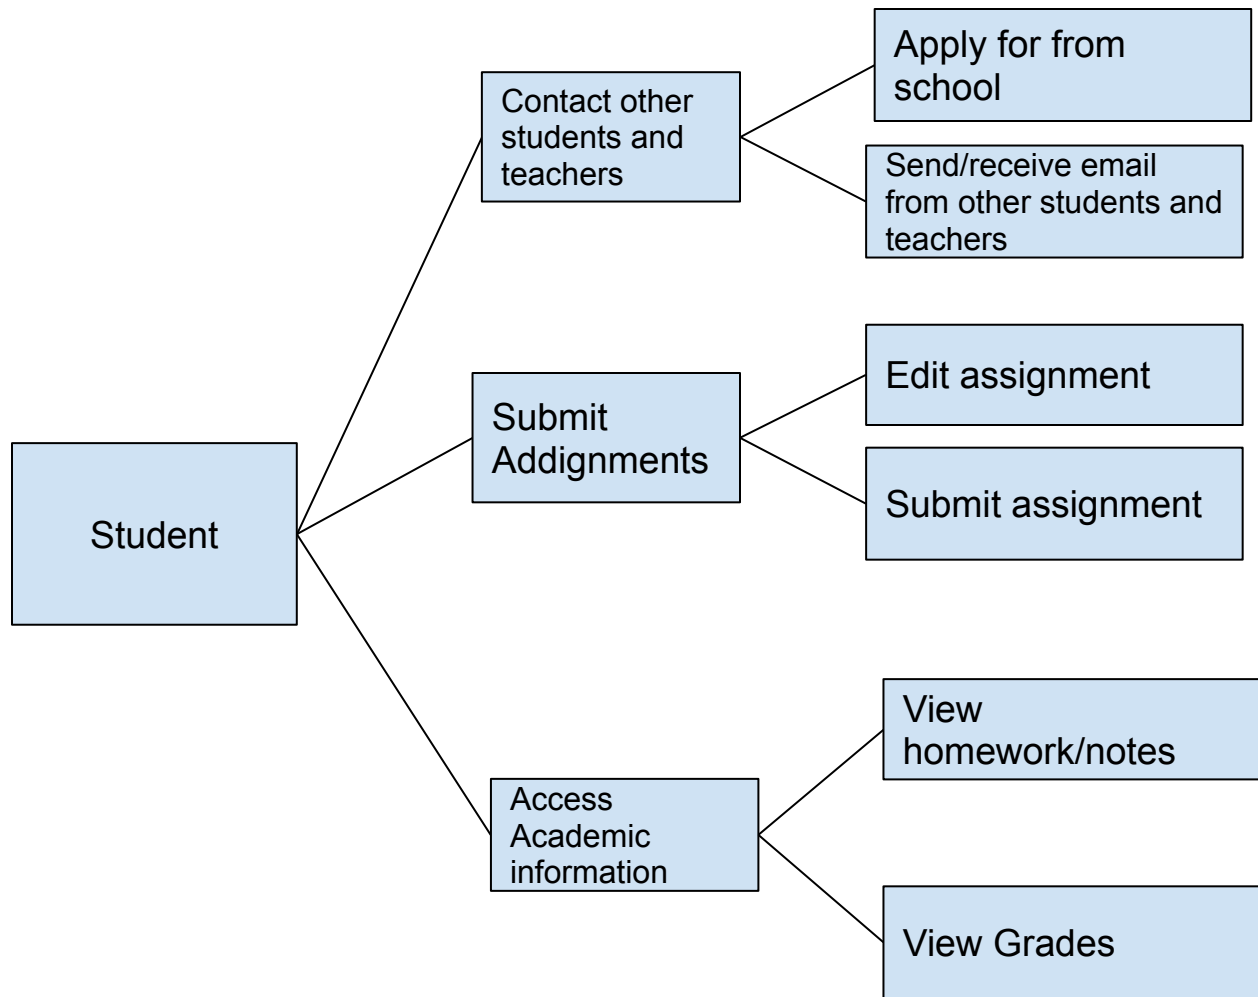 Student
Contact other
students and
teachers
Apply for from
school
Send/receive email
from other students and
teachers
Submit
Addignments
Edit assignment
Submit assignment
Access
Academic
information
View
homework/notes
View Grades